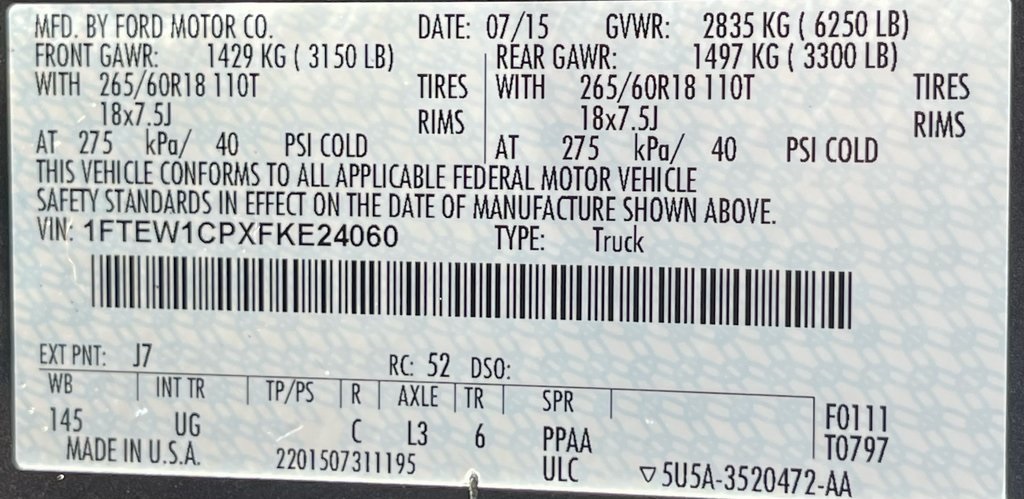 MFD. BY FORD MOTOR CO. DATE: 07/15 GVWR: 2835 KG ( 6250 LB)
FRONT GAWR: 1429 KG ( 3150 LB) REAR GAWR: 1497 KG ( 3300 LB)
WITH 265/60R18 110T TIRES WITH 265/60R18 110T TIRES
18x7.5J RIMS 18x7.5J RIMS
AT 275 kPa/ 40 PSI COLD AT 275 kPa/ 40 PSI COLD
THIS VEHICLE CONFORMS TO ALL APPLICABLE FEDERAL MOTOR VEHICLE
SAFETY STANDARDS IN EFFECT ON THE DATE OF MANUFACTURE SHOWN ABOVE.
VIN: 1FTEW1CPXFKE24060 TYPE: Truck
EXT PNT: J7 RC: 52 DSO:
WB INT TR TP/PS R AXLE TR SPR
145 UG C L3 6 PPAA F0111
MADE IN U.S.A. 2201507311195 ULC T0797
▽5U5A-3520472-AA